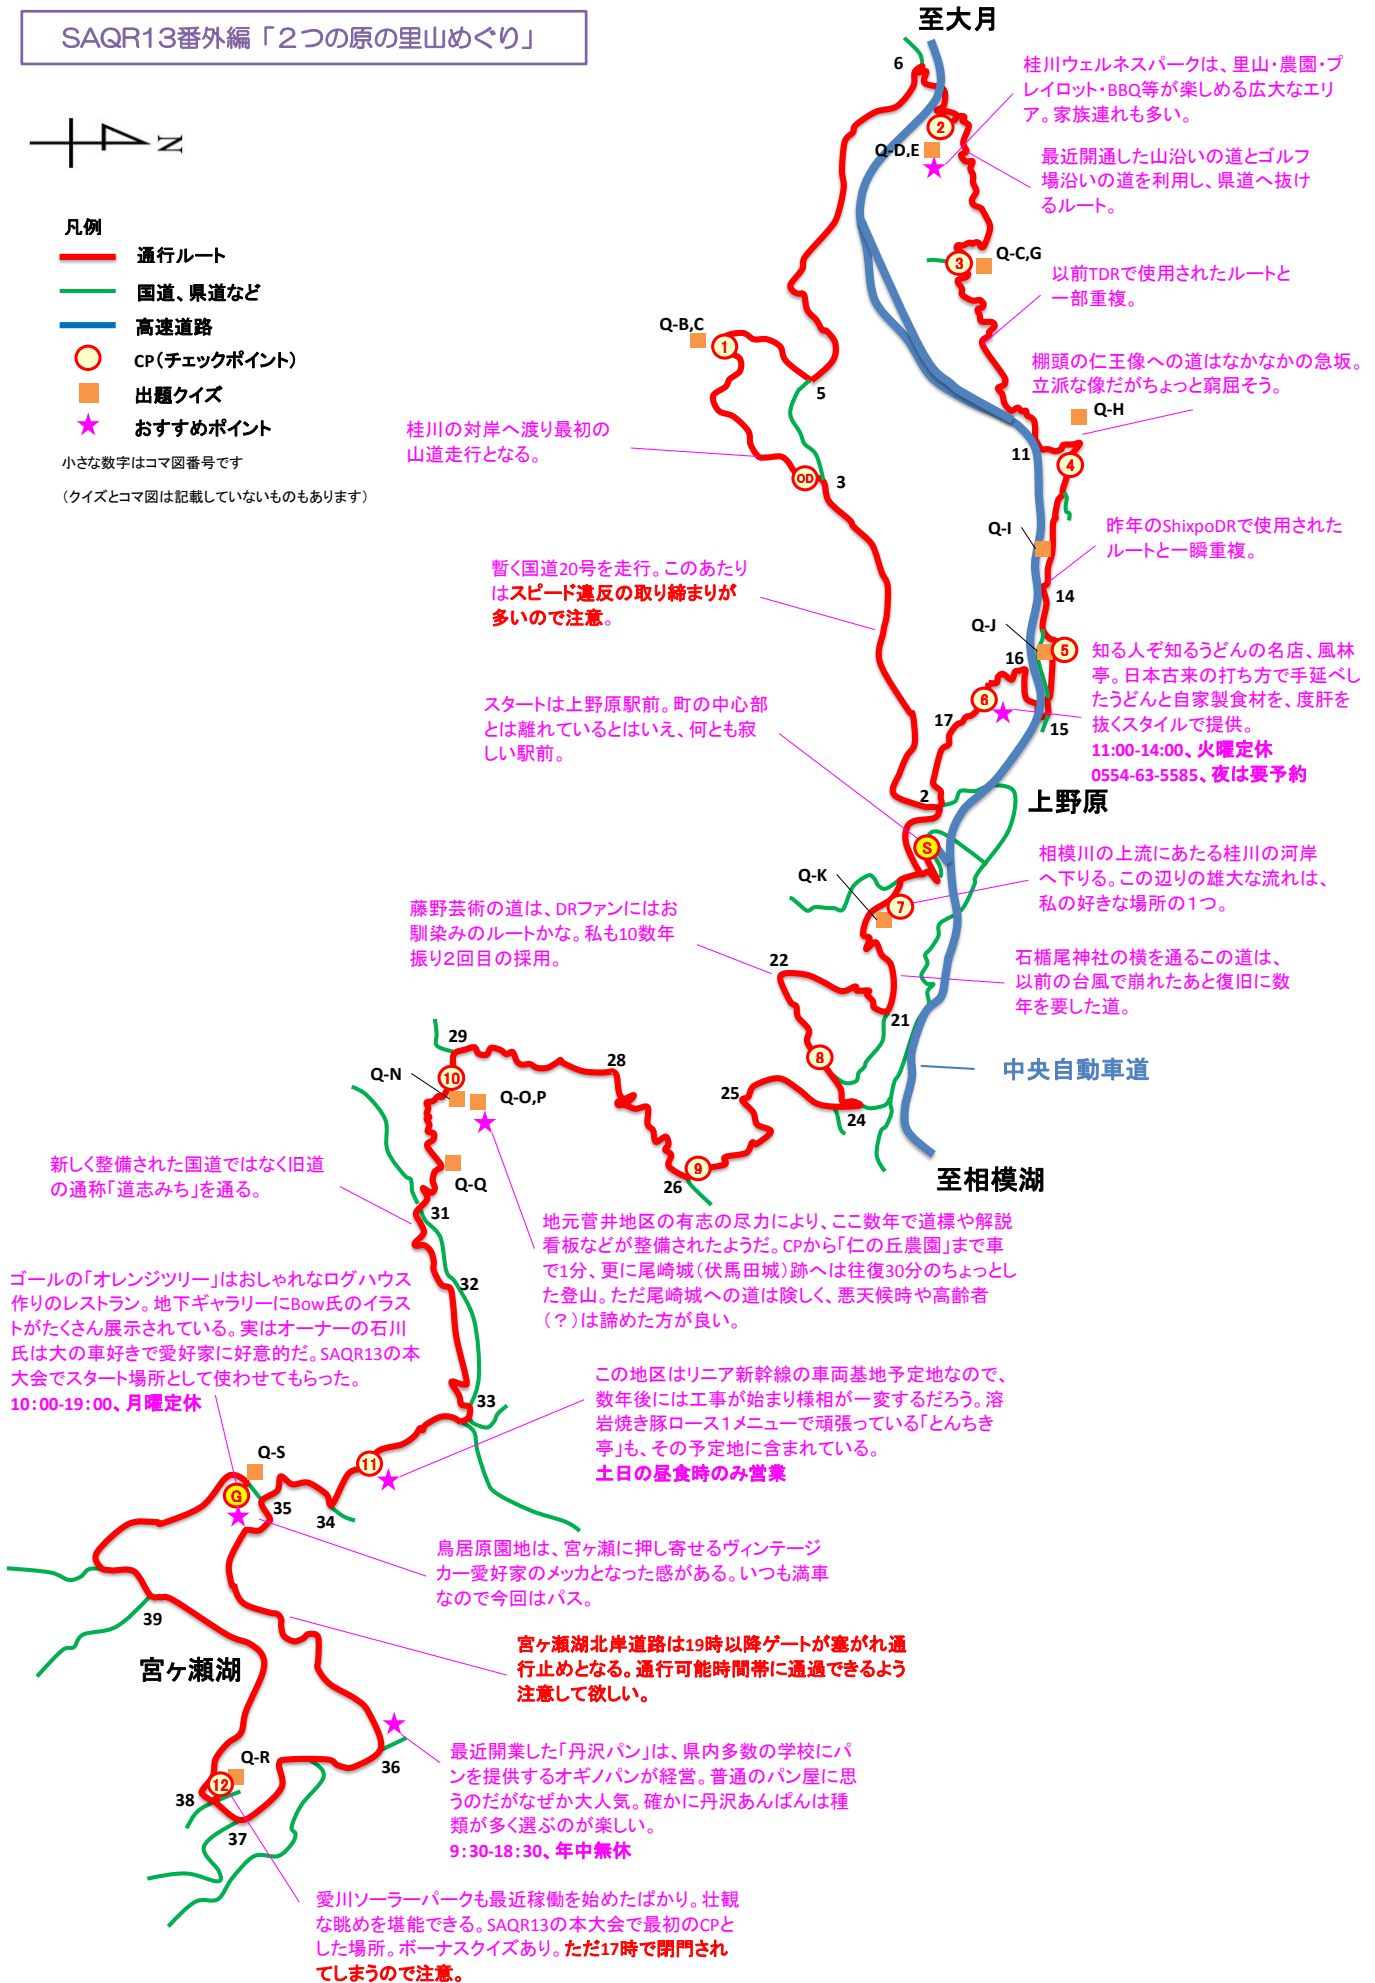 SAQR13番外編「２つの原の里山めぐり」
至大月
N
凡例
通行ルート
国道、県道など
高速道路
CP（チェックポイント）
出題クイズ
おすすめポイント
小さな数字はコマ図番号です
（クイズとコマ図は記載していないものもあります）
6
2
Q-D,E
桂川ウェルネスパークは、里山・農園・プ
レイロット・BBQ等が楽しめる広大なエリ
ア。家族連れも多い。
最近開通した山沿いの道とゴルフ
場沿いの道を利用し、県道へ抜け
るルート。
3
Q-C,G
以前TDRで使用されたルートと
一部重複。
Q-B,C
1
5
棚頭の仁王像への道はなかなかの急坂。
立派な像だがちょっと窮屈そう。
Q-H
11
4
桂川の対岸へ渡り最初の
山道走行となる。
OD
3
Q-I
昨年のShixpoDRで使用された
ルートと一瞬重複。
14
暫く国道20号を走行。このあたり
はスピード違反の取り締まりが
多いので注意。
Q-J
5
16
6
17
15
知る人ぞ知るうどんの名店、風林
亭。日本古来の打ち方で手延べし
たうどんと自家製食材を、度肝を
抜くスタイルで提供。
11:00-14:00、火曜定休
0554-63-5585、夜は要予約
スタートは上野原駅前。町の中心部
とは離れているとはいえ、何とも寂
しい駅前。
2
上野原
S
相模川の上流にあたる桂川の河岸
へ下りる。この辺りの雄大な流れは、
私の好きな場所の１つ。
Q-K
7
藤野芸術の道は、DRファンにはお
馴染みのルートかな。私も10数年
振り2回目の採用。
22
石楯尾神社の横を通るこの道は、
以前の台風で崩れたあと復旧に数
年を要した道。
21
8
中央自動車道
29
28
25
24
Q-N
10
Q-O,P
9
26
至相模湖
新しく整備された国道ではなく旧道
の通称「道志みち」を通る。
Q-Q
31
地元菅井地区の有志の尽力により、ここ数年で道標や解説
看板などが整備されたようだ。CPから「仁の丘農園」まで車
で1分、更に尾崎城（伏馬田城）跡へは往復30分のちょっとし
た登山。ただ尾崎城への道は険しく、悪天候時や高齢者
（？）は諦めた方が良い。
32
ゴールの「オレンジツリー」はおしゃれなログハウス
作りのレストラン。地下ギャラリーにBow氏のイラス
トがたくさん展示されている。実はオーナーの石川
氏は大の車好きで愛好家に好意的だ。SAQR13の本
大会でスタート場所として使わせてもらった。
10:00-19:00、月曜定休
33
この地区はリニア新幹線の車両基地予定地なので、
数年後には工事が始まり様相が一変するだろう。溶
岩焼き豚ロース1メニューで頑張っている「とんちき
亭」も、その予定地に含まれている。
土日の昼食時のみ営業
Q-S
11
G
35
34
鳥居原園地は、宮ヶ瀬に押し寄せるヴィンテージ
カー愛好家のメッカとなった感がある。いつも満車
なので今回はパス。
39
宮ヶ瀬湖
宮ヶ瀬湖北岸道路は19時以降ゲートが塞がれ通
行止めとなる。通行可能時間帯に通過できるよう
注意して欲しい。
36
Q-R
12
38
37
最近開業した「丹沢パン」は、県内多数の学校にパ
ンを提供するオギノパンが経営。普通のパン屋に思
うのだがなぜか大人気。確かに丹沢あんぱんは種
類が多く選ぶのが楽しい。
9:30-18:30、年中無休
愛川ソーラーパークも最近稼働を始めたばかり。壮観
な眺めを堪能できる。SAQR13の本大会で最初のCPと
した場所。ボーナスクイズあり。ただ17時で閉門され
てしまうので注意。